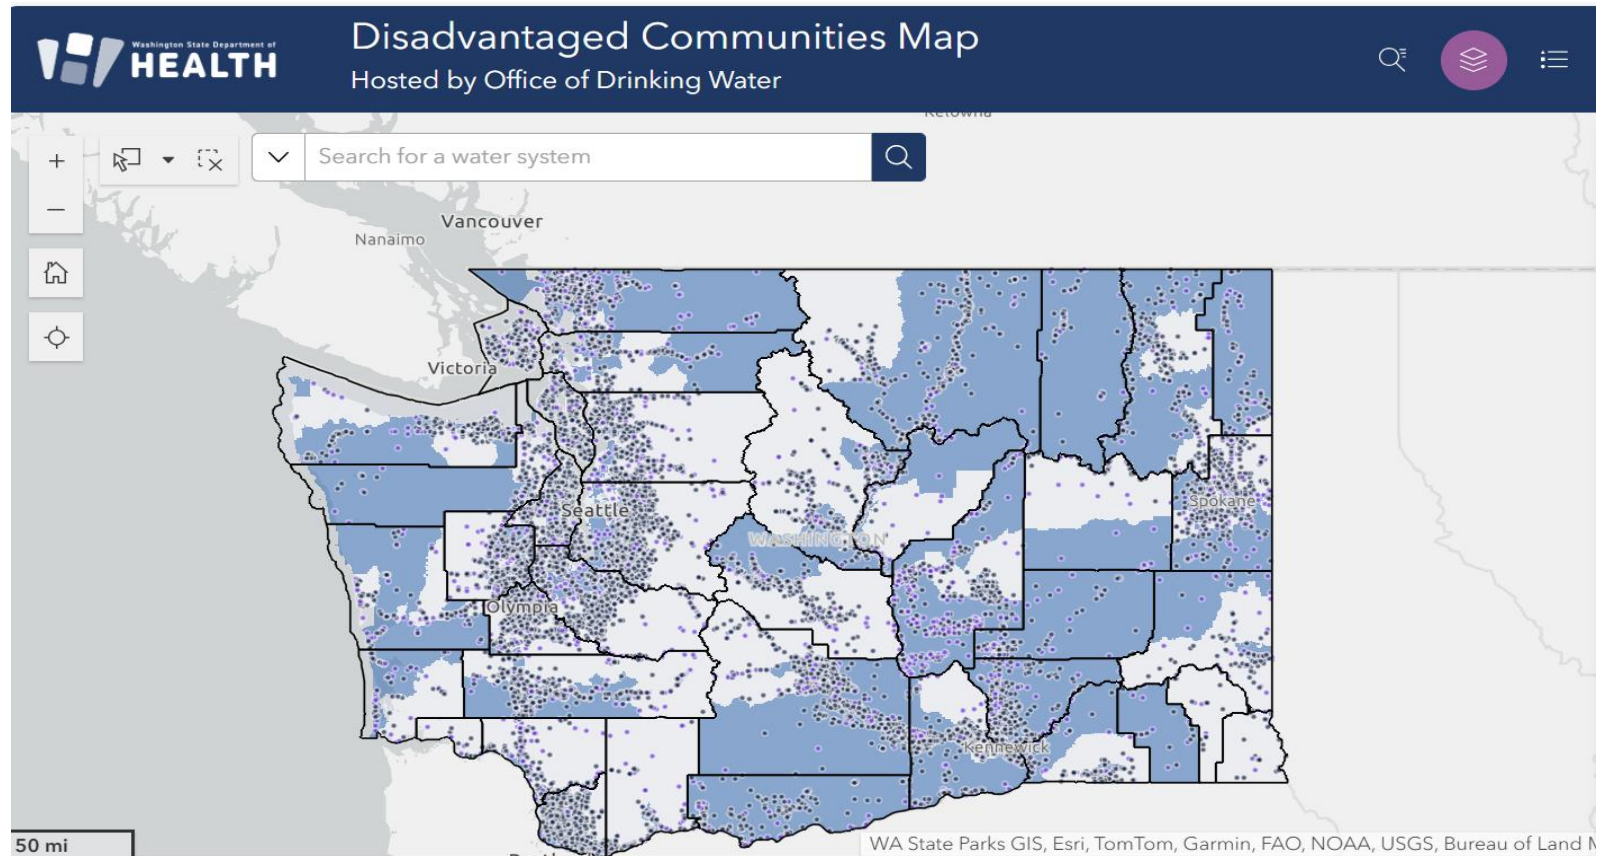 Washington State Department of
HEALTH
Disadvantaged Communities Map
Hosted by Office of Drinking Water
Kelowna
Search for a water system
Vancouver
Nanaimo
Victoria
Seattle
Spokane
WASHINGTON
Olympia
Kennewick
50 mi
WA State Parks GIS, Esri, TomTom, Garmin, FAO, NOAA, USGS, Bureau of Land